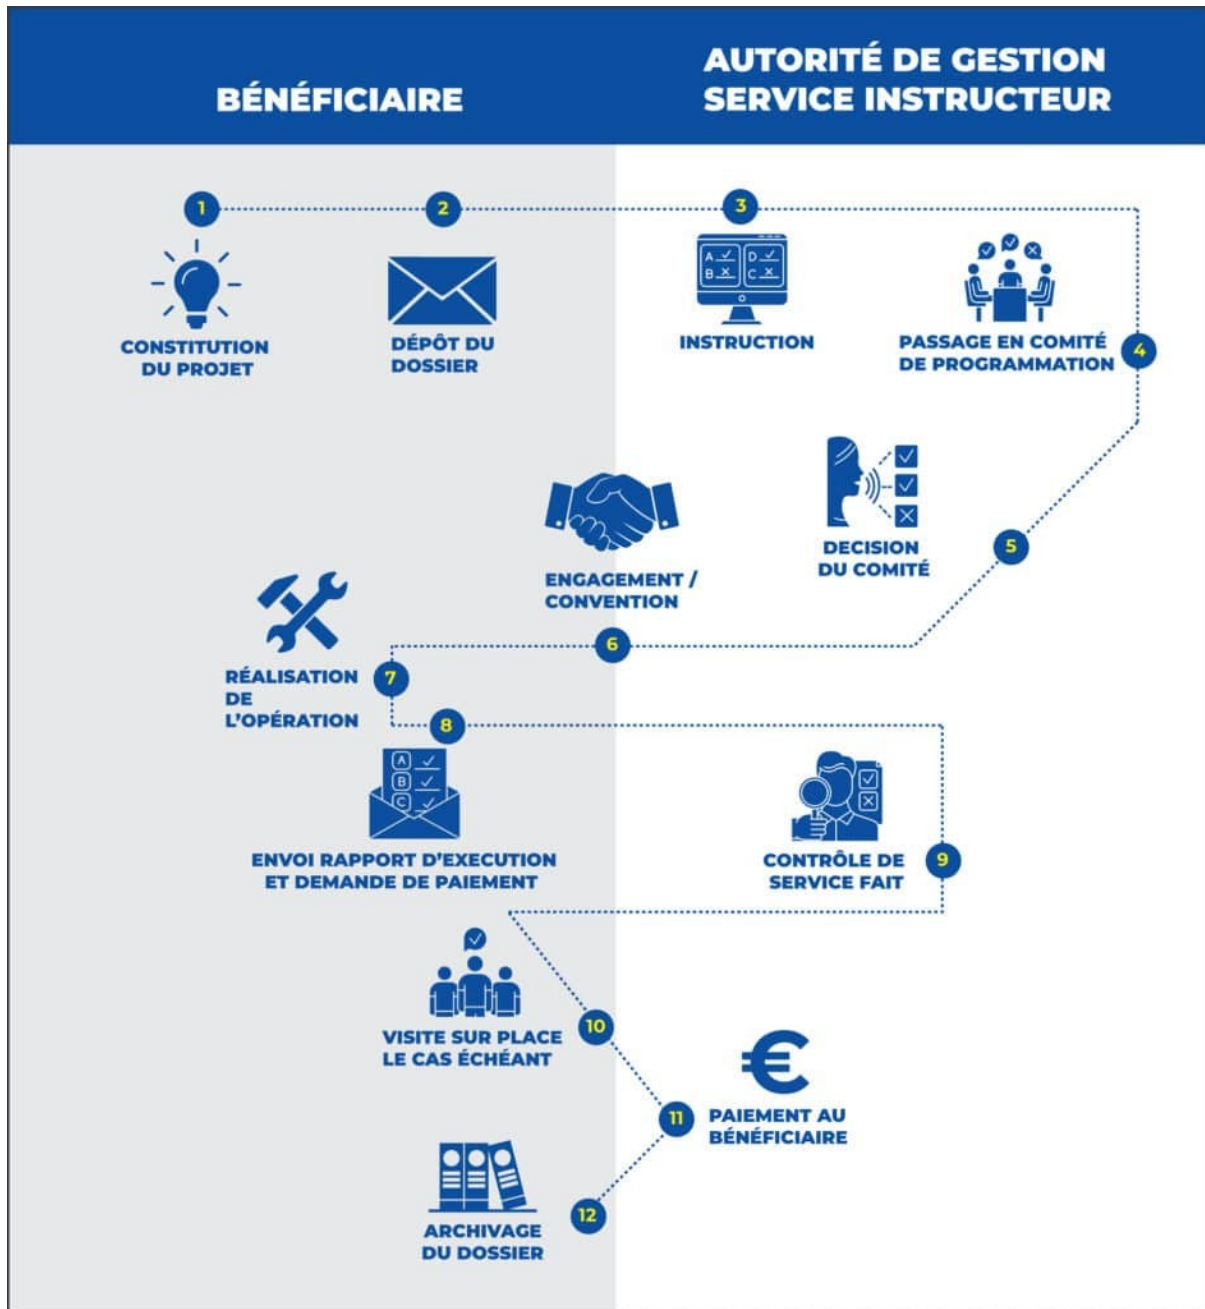 BÉNÉFICIAIRE
AUTORITÉ DE GESTION
SERVICE INSTRUCTEUR
1
2
3
CONSTITUTION
DU PROJET
DÉPÔT DU
DOSSIER
A
B
D
C
INSTRUCTION
PASSAGE EN COMITÉ
DE PROGRAMMATION
4
ENGAGEMENT /
CONVENTION
DECISION
DU COMITÉ
5
6
RÉALISATION
DE
L'OPÉRATION
7
8
A
B
C
ENVOI RAPPORT D'EXECUTION
ET DEMANDE DE PAIEMENT
CONTRÔLE DE
SERVICE FAIT
9
VISITE SUR PLACE
LE CAS ÉCHÉANT
10
€
11
PAIEMENT AU
BÉNÉFICIAIRE
ARCHIVAGE
DU DOSSIER
12